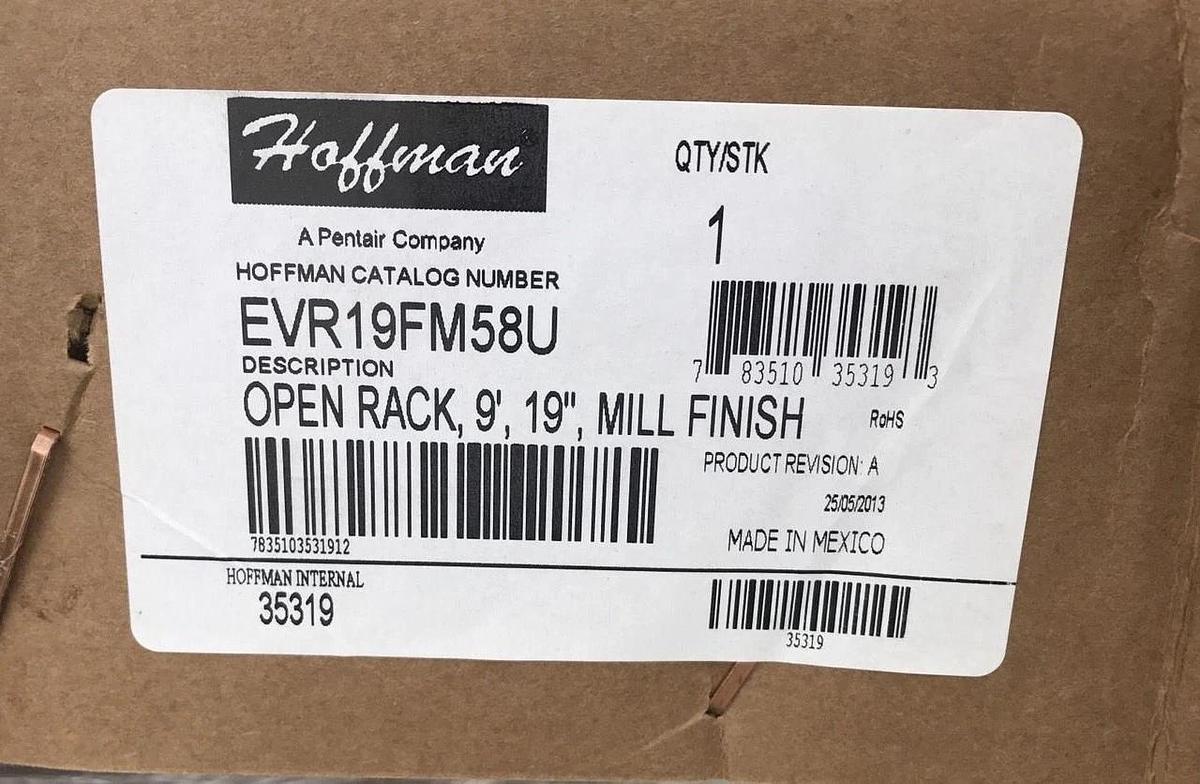 Hoffman
A Pentair Company
HOFFMAN CATALOG NUMBER
EVR19FM58U
DESCRIPTION
OPEN RACK, 9', 19", MILL FINISH
7835103531912
HOFFMAN INTERNAL
35319
QTY/STK
1
7 83510 35319 3
RoHS
PRODUCT REVISION: A
25/05/2013
MADE IN MEXICO
35319